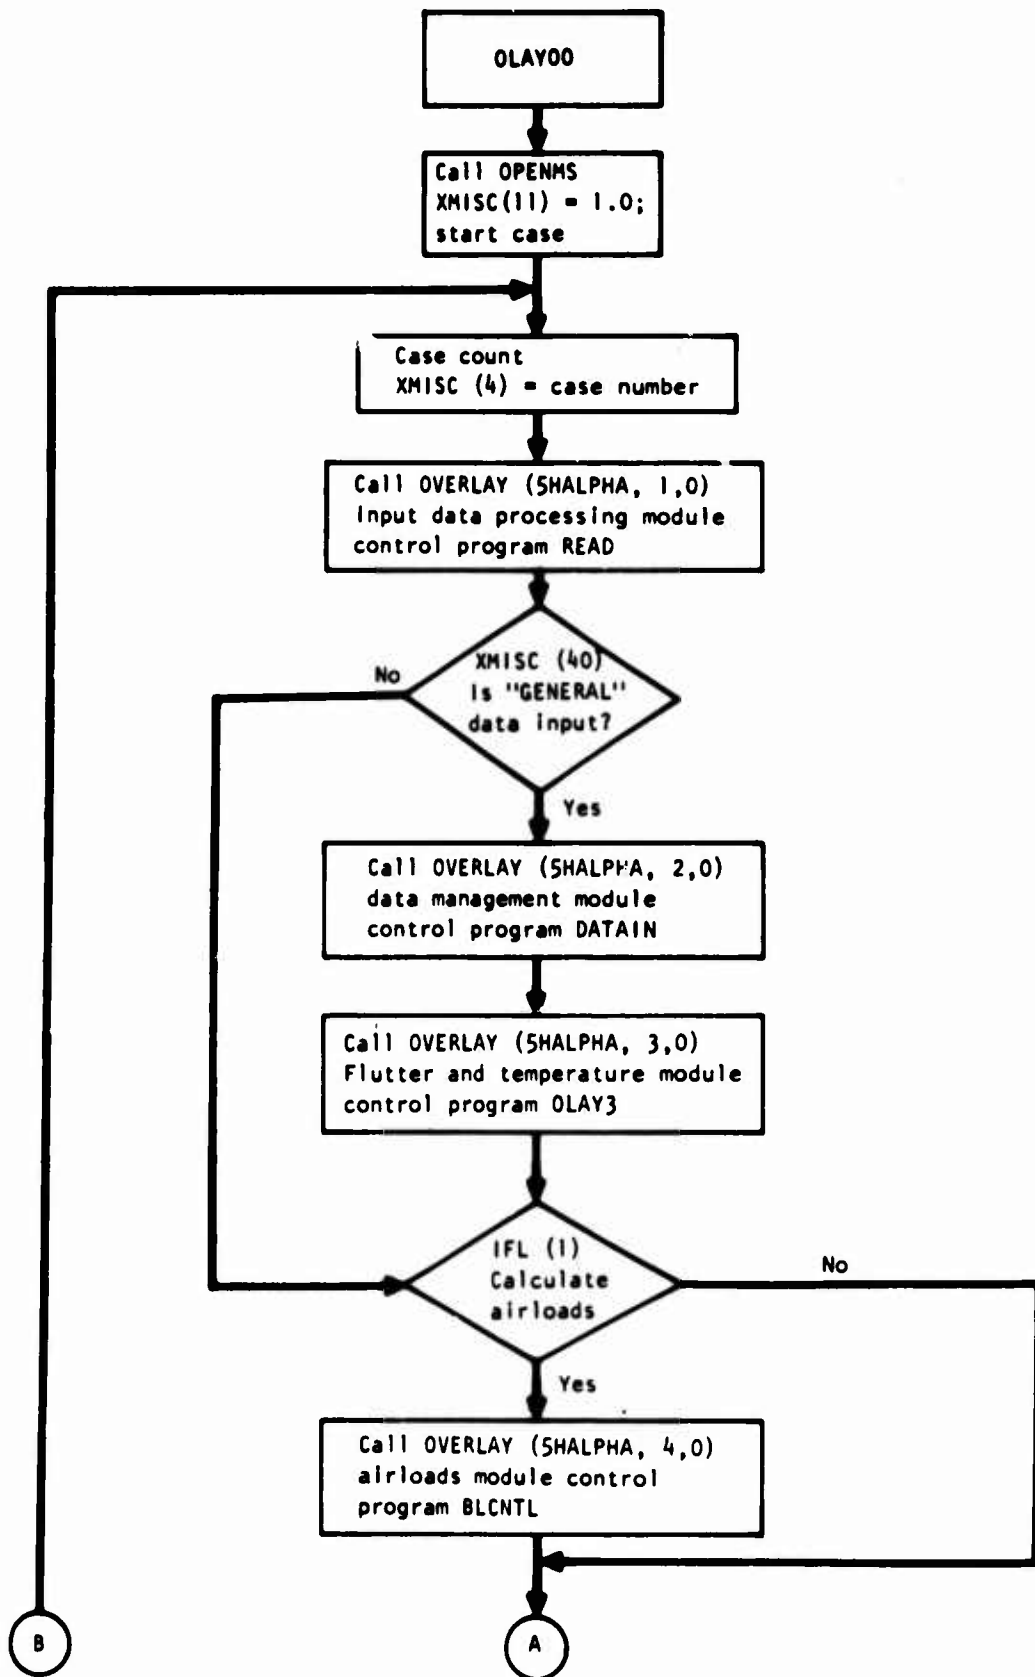 OLAY00
Call OPENMS
XMISC(11) = 1.0;
start case
Case count
XMISC (4) = case number
Call OVERLAY (5HALPHA, 1,0)
Input data processing module
control program READ
XMISC (40)
Is "GENERAL"
data input?
No
Yes
Call OVERLAY (5HALPHA, 2,0)
data management module
control program DATAIN
Call OVERLAY (5HALPHA, 3,0)
Flutter and temperature module
control program OLAY3
IFL (1)
Calculate
airloads
No
Yes
Call OVERLAY (5HALPHA, 4,0)
airloads module control
program BLCNTL
B
A